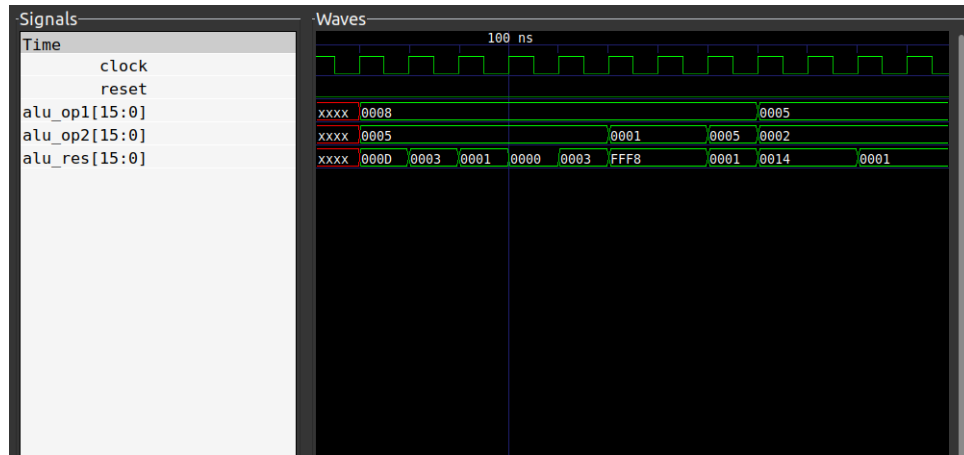 Signals
Waves
Time
100 ns
clock
reset
alu_op1[15:0]
xxxx 0008 0005
alu_op2[15:0]
xxxx 0005 0001 0005 0002
alu_res[15:0]
xxxx 000D 0003 0001 0000 0003 FFF8 0001 0014 0001